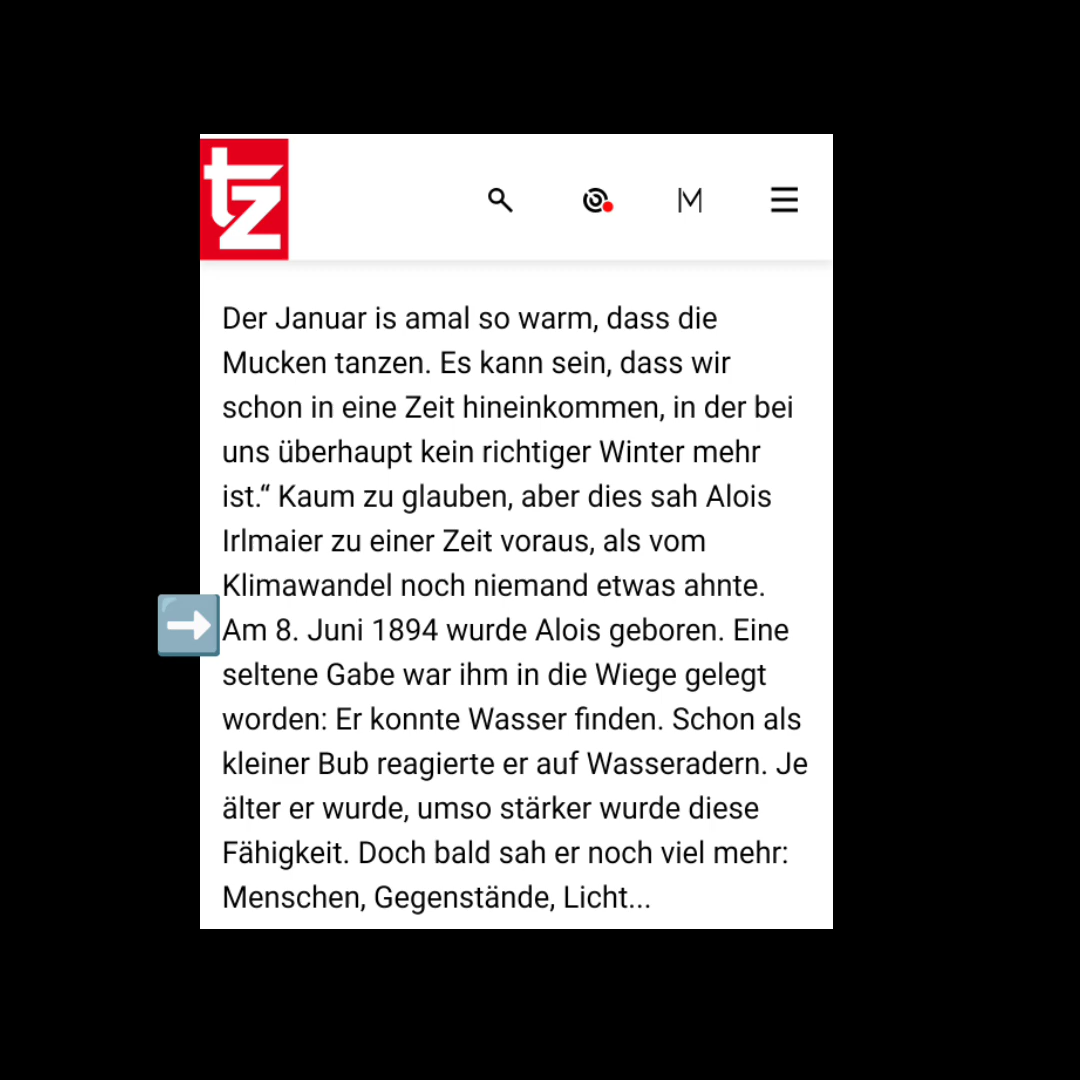 tz
M
Der Januar is amal so warm, dass die
Mucken tanzen. Es kann sein, dass wir
schon in eine Zeit hineinkommen, in der bei
uns überhaupt kein richtiger Winter mehr
ist.“ Kaum zu glauben, aber dies sah Alois
Irlmaier zu einer Zeit voraus, als vom
Klimawandel noch niemand etwas ahnte.
Am 8. Juni 1894 wurde Alois geboren. Eine
seltene Gabe war ihm in die Wiege gelegt
worden: Er konnte Wasser finden. Schon als
kleiner Bub reagierte er auf Wasseradern. Je
älter er wurde, umso stärker wurde diese
Fähigkeit. Doch bald sah er noch viel mehr:
Menschen, Gegenstände, Licht...